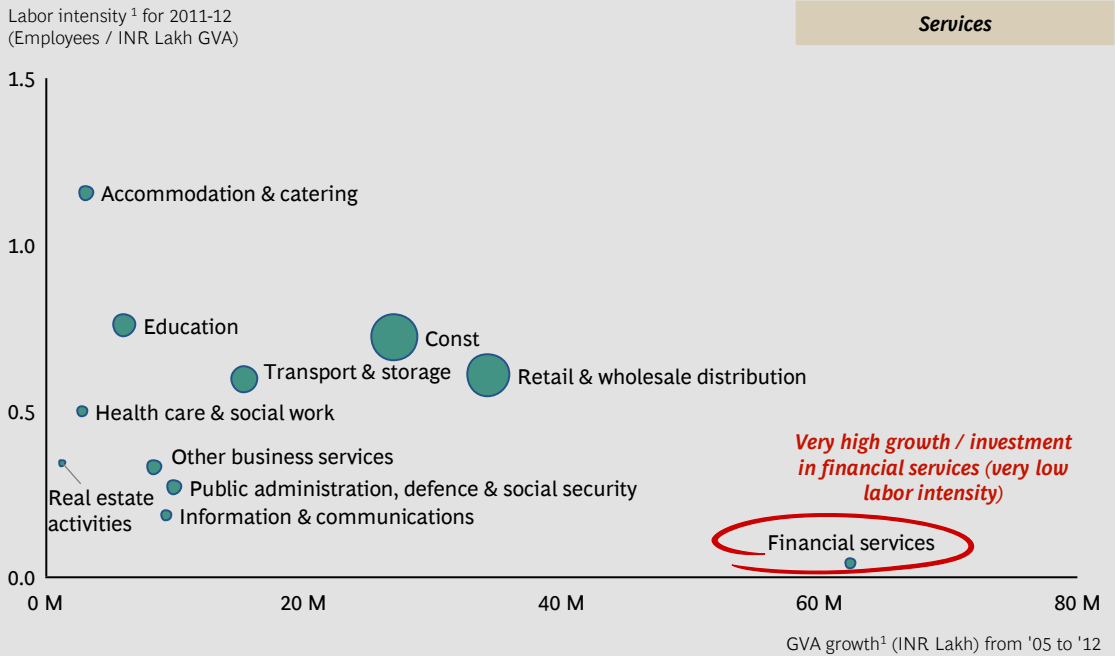 Labor intensity ¹ for 2011-12
(Employees / INR Lakh GVA)
Services
1.5
Accommodation & catering
1.0
Education
Const
Transport & storage
Retail & wholesale distribution
0.5
Health care & social work
Very high growth / investment
in financial services (very low
labor intensity)
Other business services
Public administration, defence & social security
Real estate
activities
Information & communications
Financial services
0.0
0 M
20 M
40 M
60 M
80 M
GVA growth¹ (INR Lakh) from '05 to '12